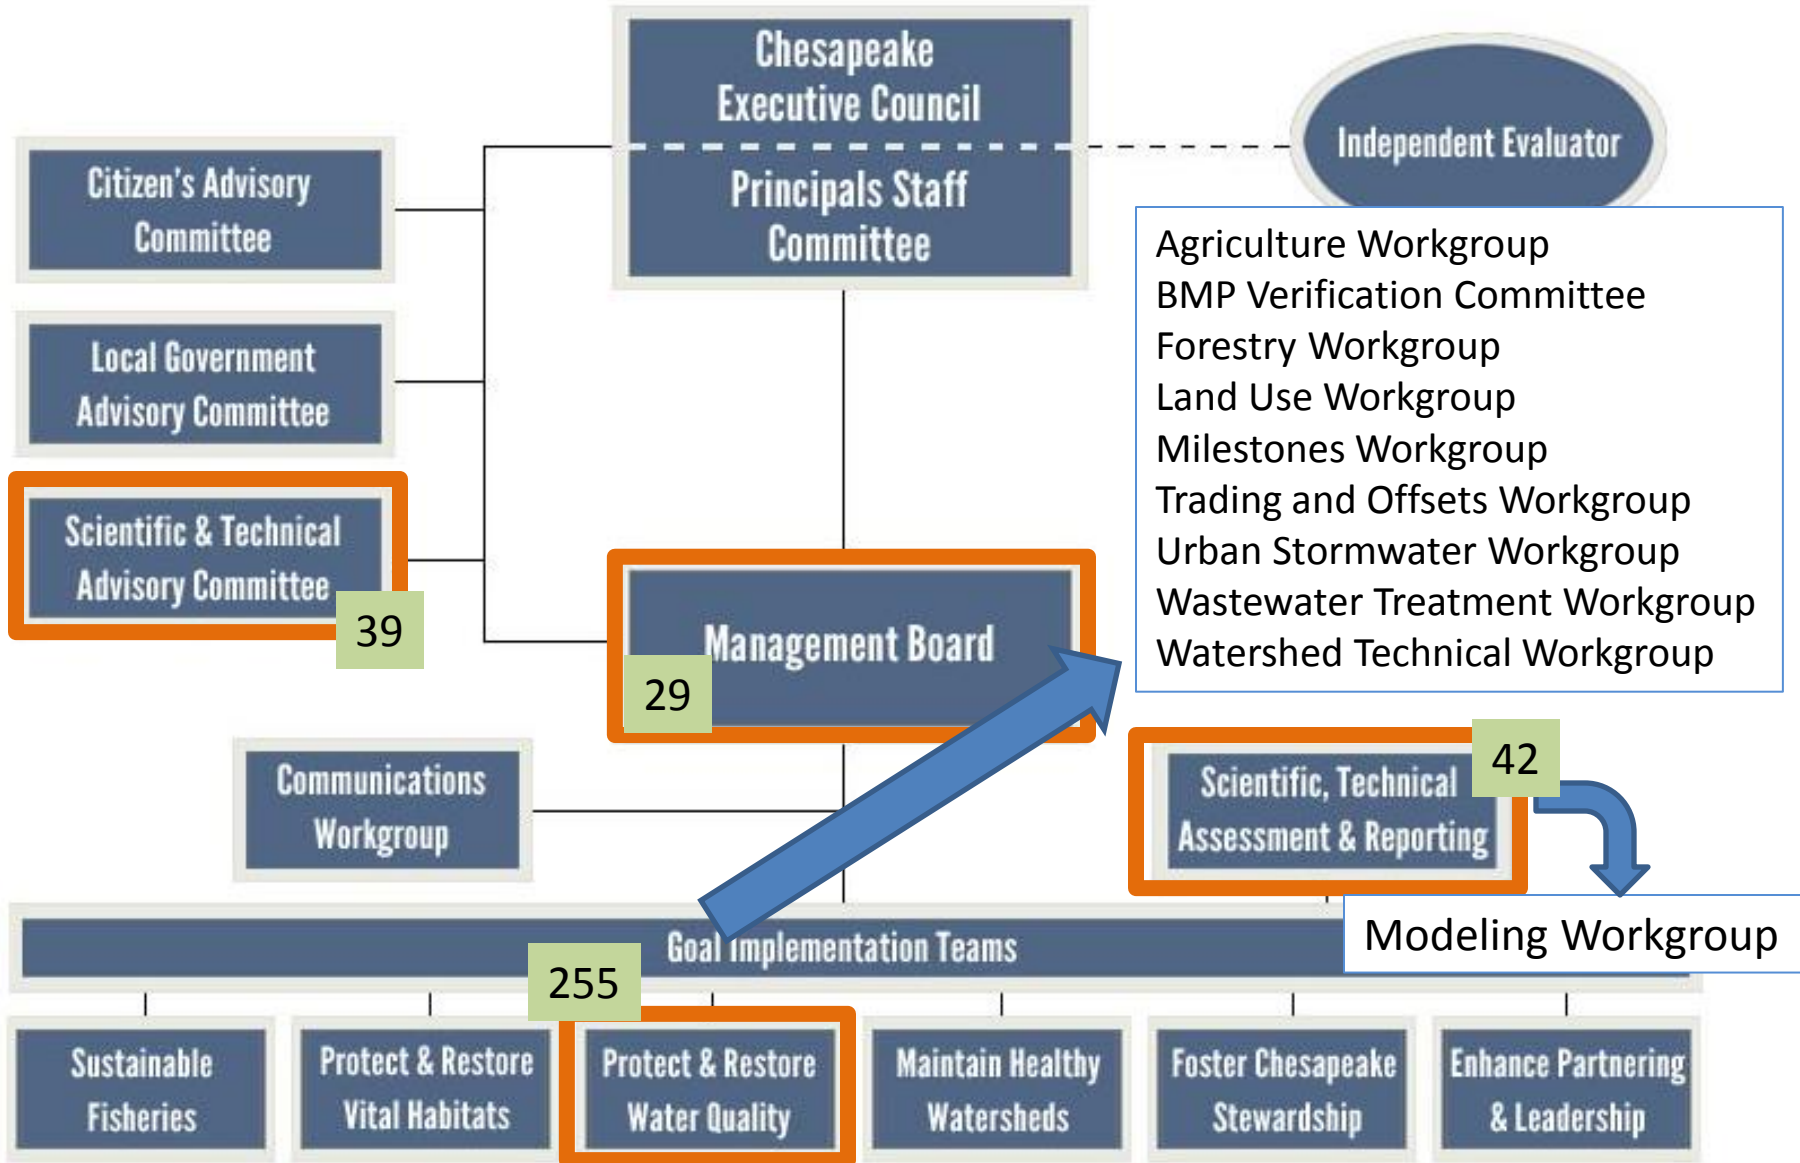 Chesapeake
Executive Council
Principals Staff
Committee
Independent Evaluator
Citizen's Advisory
Committee
Local Government
Advisory Committee
Scientific & Technical
Advisory Committee
39
Management Board
29
Agriculture Workgroup
BMP Verification Committee
Forestry Workgroup
Land Use Workgroup
Milestones Workgroup
Trading and Offsets Workgroup
Urban Stormwater Workgroup
Wastewater Treatment Workgroup
Watershed Technical Workgroup
Communications
Workgroup
42
Scientific, Technical
Assessment & Reporting
Modeling Workgroup
Goal Implementation Teams
255
Sustainable
Fisheries
Protect & Restore
Vital Habitats
Protect & Restore
Water Quality
Maintain Healthy
Watersheds
Foster Chesapeake
Stewardship
Enhance Partnering
& Leadership